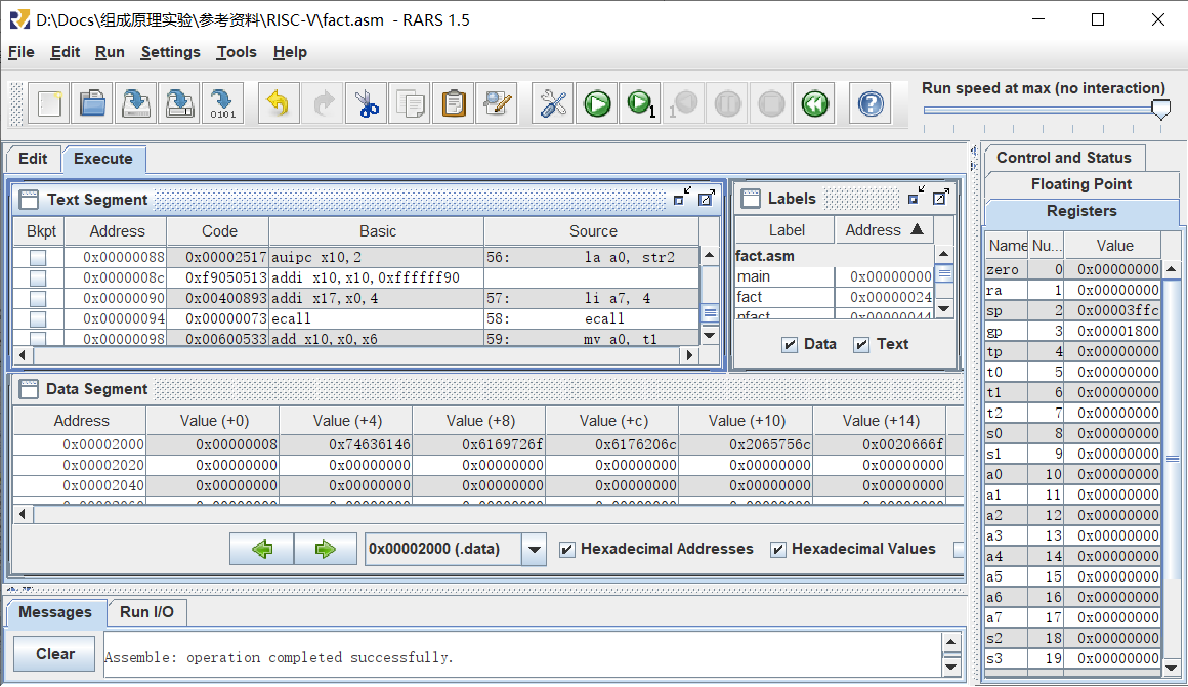 D:\Docs\组成原理实验\参考资料\RISC-V\fact.asm - RARS 1.5
File Edit Run Settings Tools Help
Run speed at max (no interaction)
0101
1
1
Edit Execute
Text Segment
Bkpt Address Code Basic Source
0x00000088 0x00002517 auipc x10,2 56: la a0, str2
0x0000008c 0xf9050513 addi x10,x10,0xffffff90
0x00000090 0x00400893 addi x17,x0,4 57: li a7, 4
0x00000094 0x00000073 ecall 58: ecall
0x00000098 0x00600533 add x10,x0,x6 59: mv a0, t1
Labels
Label Address ▲
fact.asm
main 0x00000000
fact 0x00000024
nfact 0x00000044
Data Text
Data Segment
Address Value (+0) Value (+4) Value (+8) Value (+c) Value (+10) Value (+14)
0x00002000 0x00000008 0x74636146 0x6169726f 0x6176206c 0x2065756c 0x0020666f
0x00002020 0x00000000 0x00000000 0x00000000 0x00000000 0x00000000 0x00000000
0x00002040 0x00000000 0x00000000 0x00000000 0x00000000 0x00000000 0x00000000
0x00002000 (.data) Hexadecimal Addresses Hexadecimal Values
Messages Run I/O
Clear
Assemble: operation completed successfully.
Control and Status
Floating Point
Registers
Name Nu... Value
zero 0 0x00000000
ra 1 0x00000000
sp 2 0x00003ffc
gp 3 0x00001800
tp 4 0x00000000
t0 5 0x00000000
t1 6 0x00000000
t2 7 0x00000000
s0 8 0x00000000
s1 9 0x00000000
a0 10 0x00000000
a1 11 0x00000000
a2 12 0x00000000
a3 13 0x00000000
a4 14 0x00000000
a5 15 0x00000000
a6 16 0x00000000
a7 17 0x00000000
s2 18 0x00000000
s3 19 0x00000000